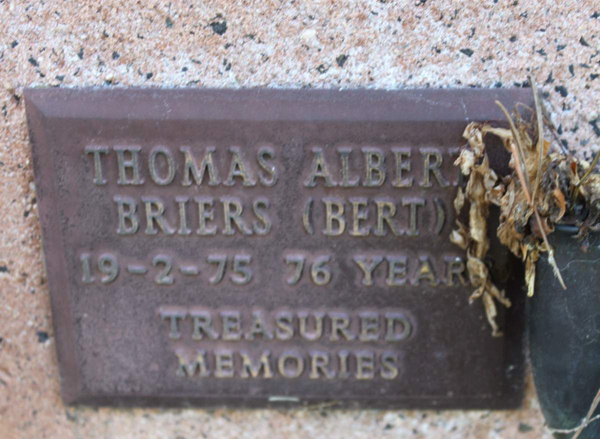 THOMAS ALBERT
BRIERS (BERT)
19-2-75 76 YEARS
TREASURED
MEMORIES